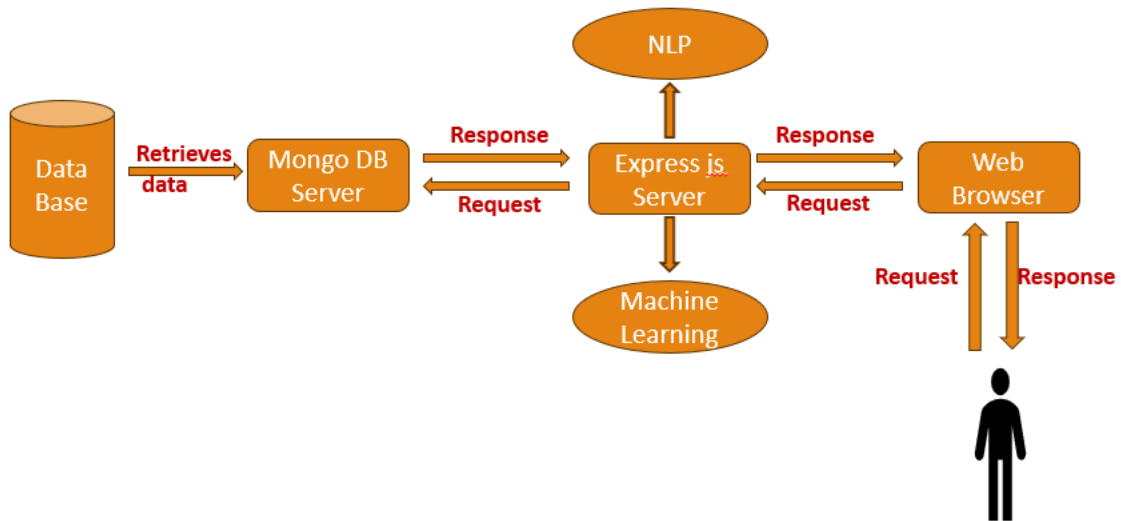 NLP
Data
Base
Retrieves
data
Mongo DB
Server
Response
Request
Express js
Server
Response
Request
Web
Browser
Machine
Learning
Request
Response